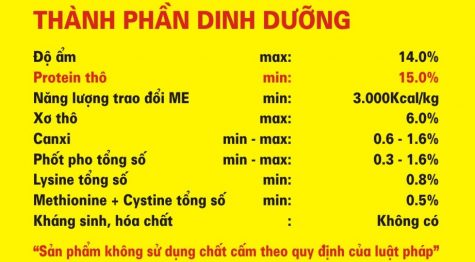 THÀNH PHẦN DINH DƯỠNG
Độ ẩm max: 14.0%
Protein thô min: 15.0%
Năng lượng trao đổi ME min: 3.000Kcal/kg
Xơ thô max: 6.0%
Canxi min - max: 0.6 - 1.6%
Phốt pho tổng số min - max: 0.3 - 1.6%
Lysine tổng số min: 0.8%
Methionine + Cystine tổng số min: 0.5%
Kháng sinh, hóa chất : Không có
“Sản phẩm không sử dụng chất cấm theo quy định của luật pháp”